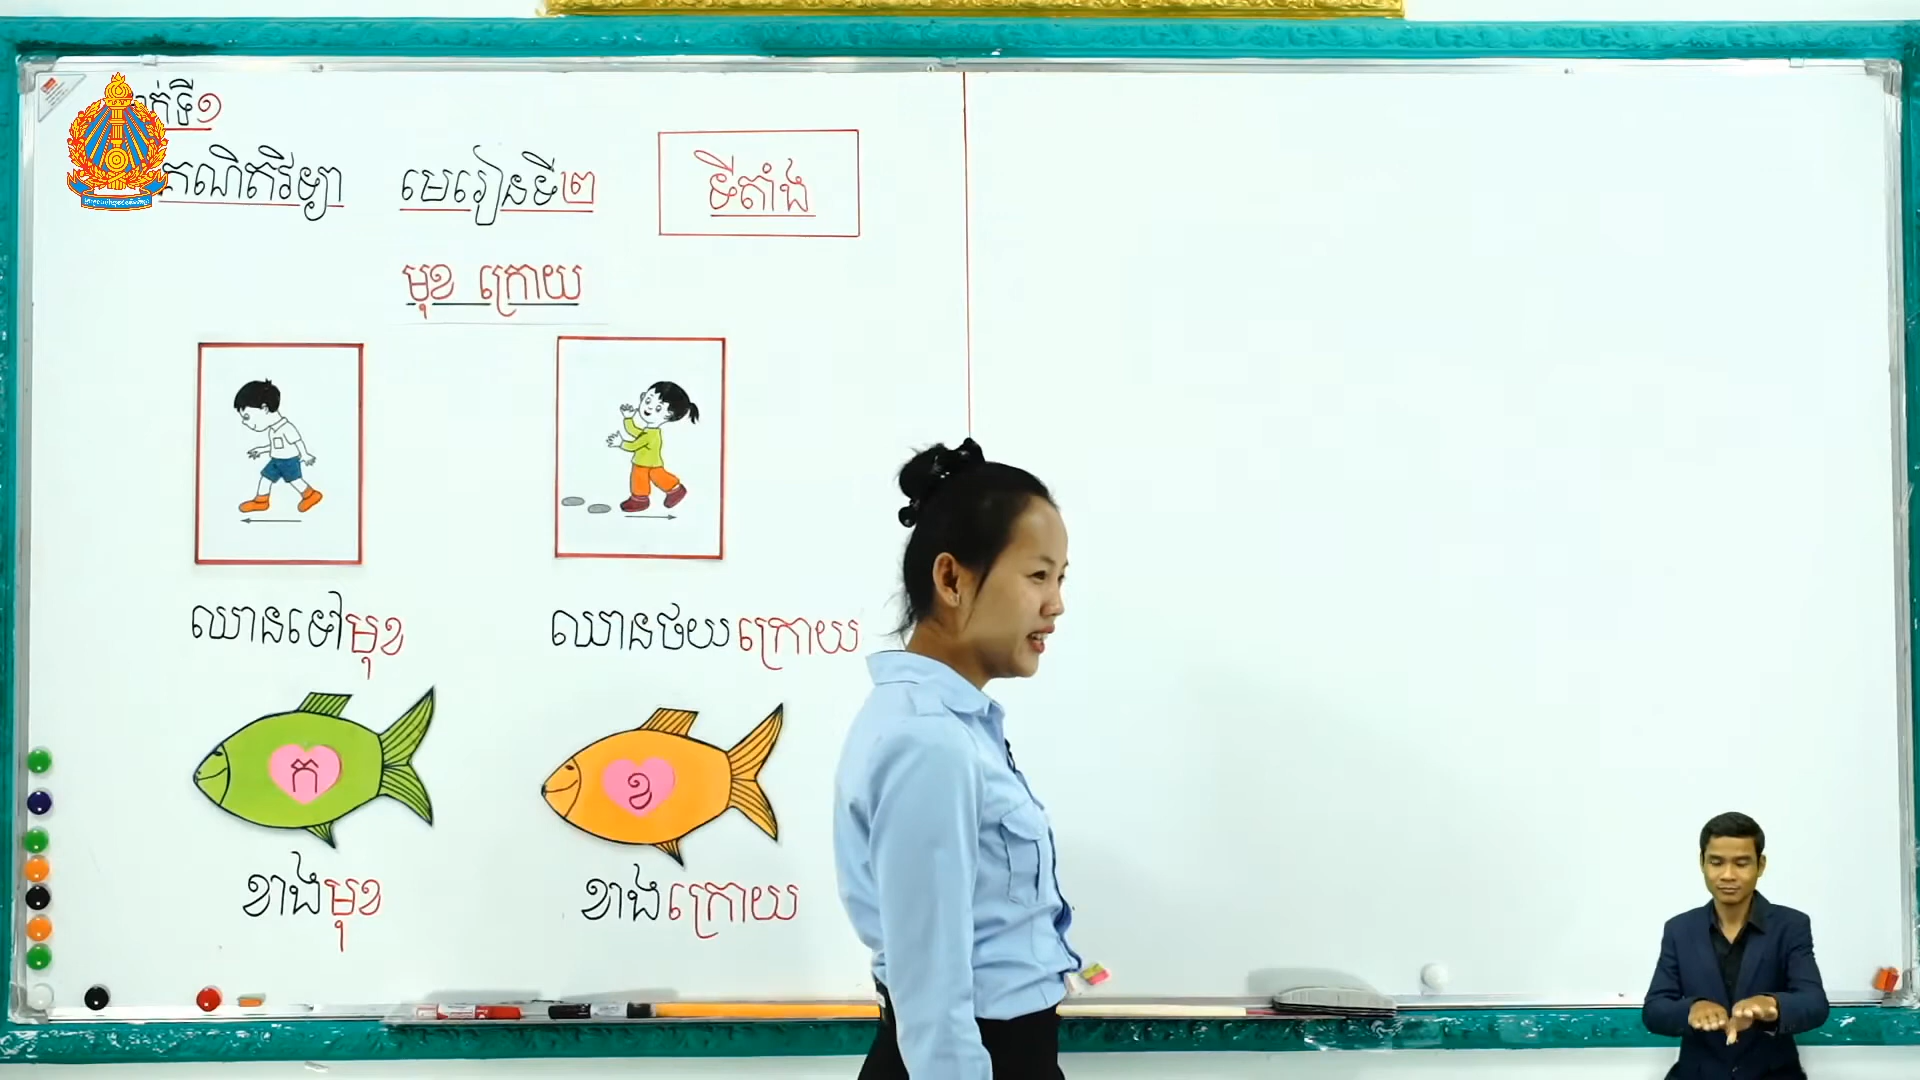 ទី១
គណិតវិទ្យា មេរៀនទី២ ទីតាំង
មុខ ក្រោយ
ឈានទៅមុខ ឈានថយក្រោយ
ក ខ
ខាងមុខ ខាងក្រោយ